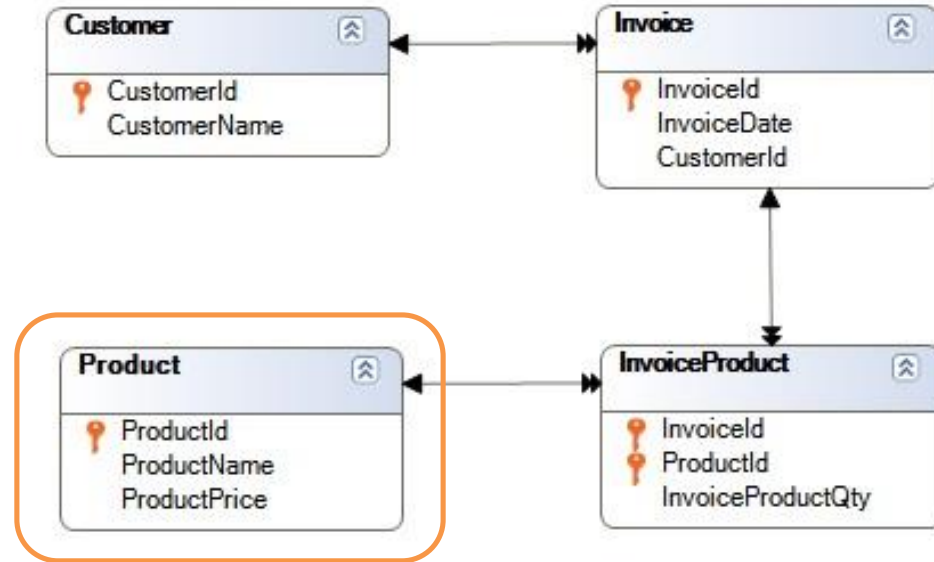 Customer
CustomerId
CustomerName
Invoice
InvoiceId
InvoiceDate
CustomerId
Product
ProductId
ProductName
ProductPrice
InvoiceProduct
InvoiceId
ProductId
InvoiceProductQty